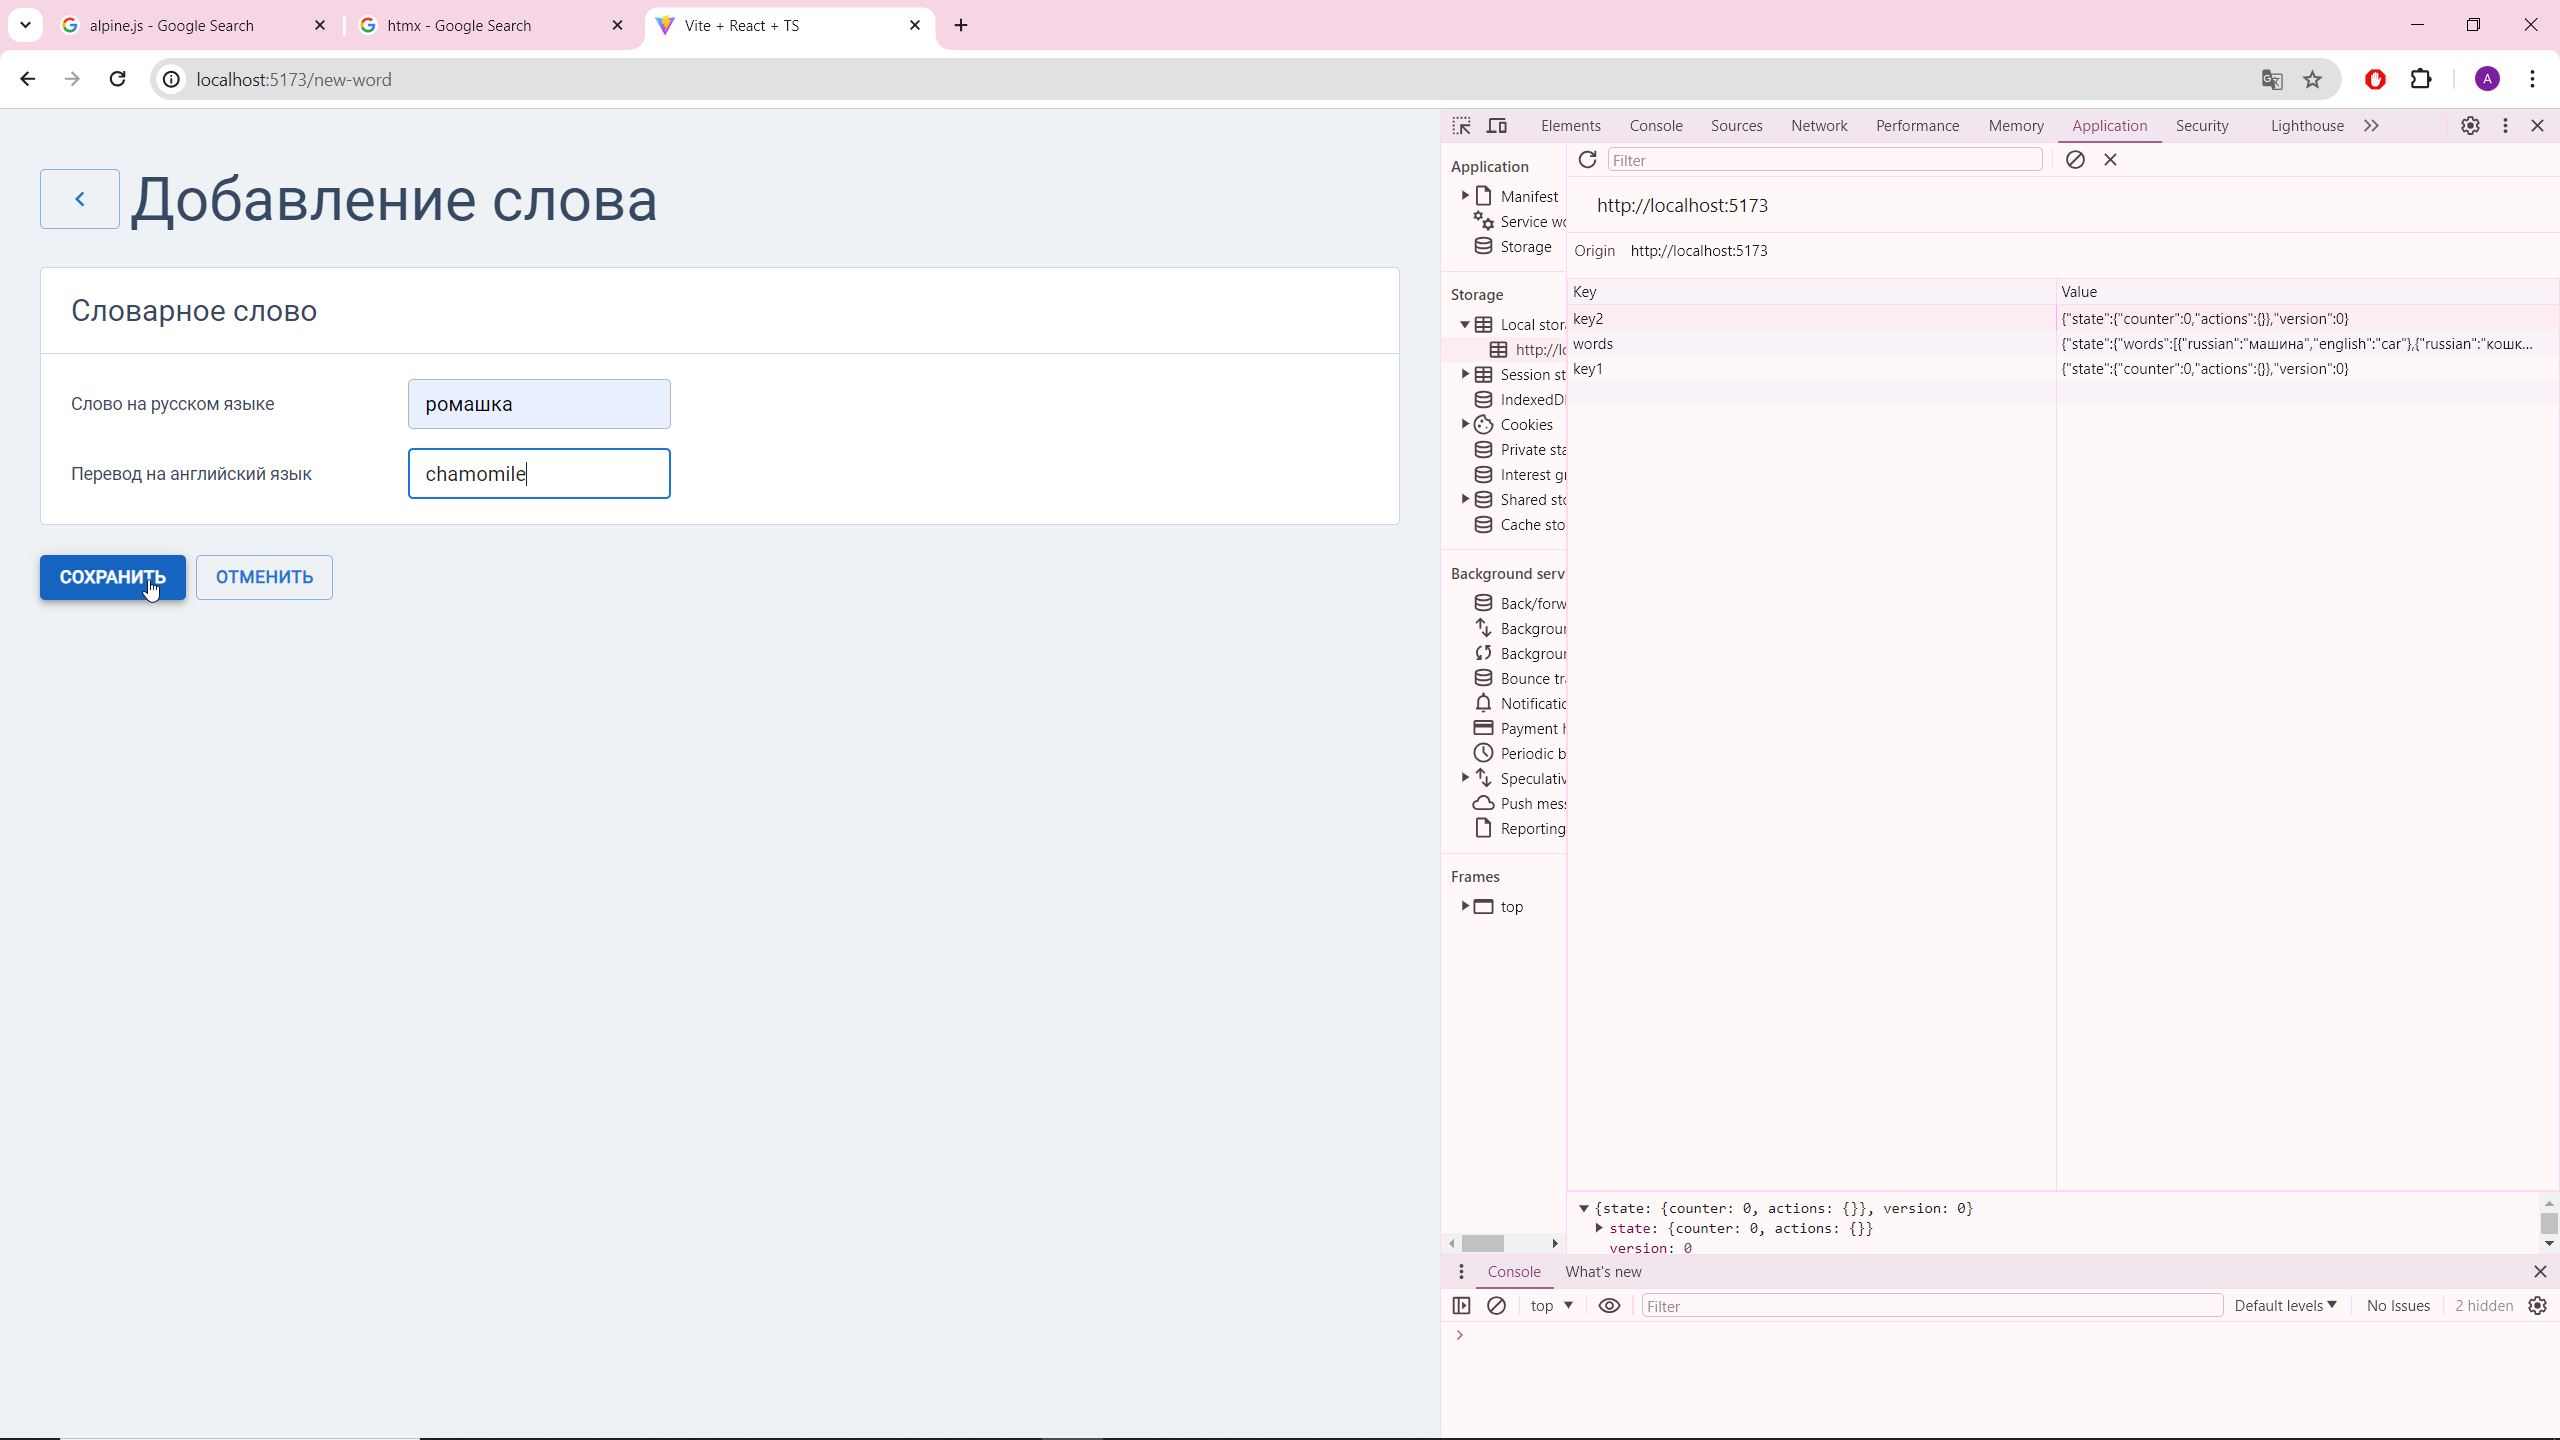 alpine.js - Google Search
htmx - Google Search
Vite + React + TS
localhost:5173/new-word
A
Добавление слова
Словарное слово
Слово на русском языке
ромашка
Перевод на английский язык
chamomile
СОХРАНИТЬ
ОТМЕНИТЬ
Elements Console Sources Network Performance Memory Application Security Lighthouse
Application
Manifest
Service wo
Storage
Storage
Local stor
http://lo
Session st
IndexedD
Cookies
Private sta
Interest gr
Shared sto
Cache sto
Background serv
Back/forw
Backgrour
Backgrour
Bounce tr
Notificatio
Payment h
Periodic b
Speculativ
Push mess
Reporting
Frames
top
Filter
http://localhost:5173
Origin http://localhost:5173
Key Value
key2 {"state":{"counter":0,"actions":{}},"version":0}
words {"state":{"words":[{"russian":"машина","english":"car"},{"russian":"кошк...
key1 {"state":{"counter":0,"actions":{}},"version":0}
{state: {counter: 0, actions: {}}, version: 0}
state: {counter: 0, actions: {}}
version: 0
Console What's new
top Filter Default levels No Issues 2 hidden